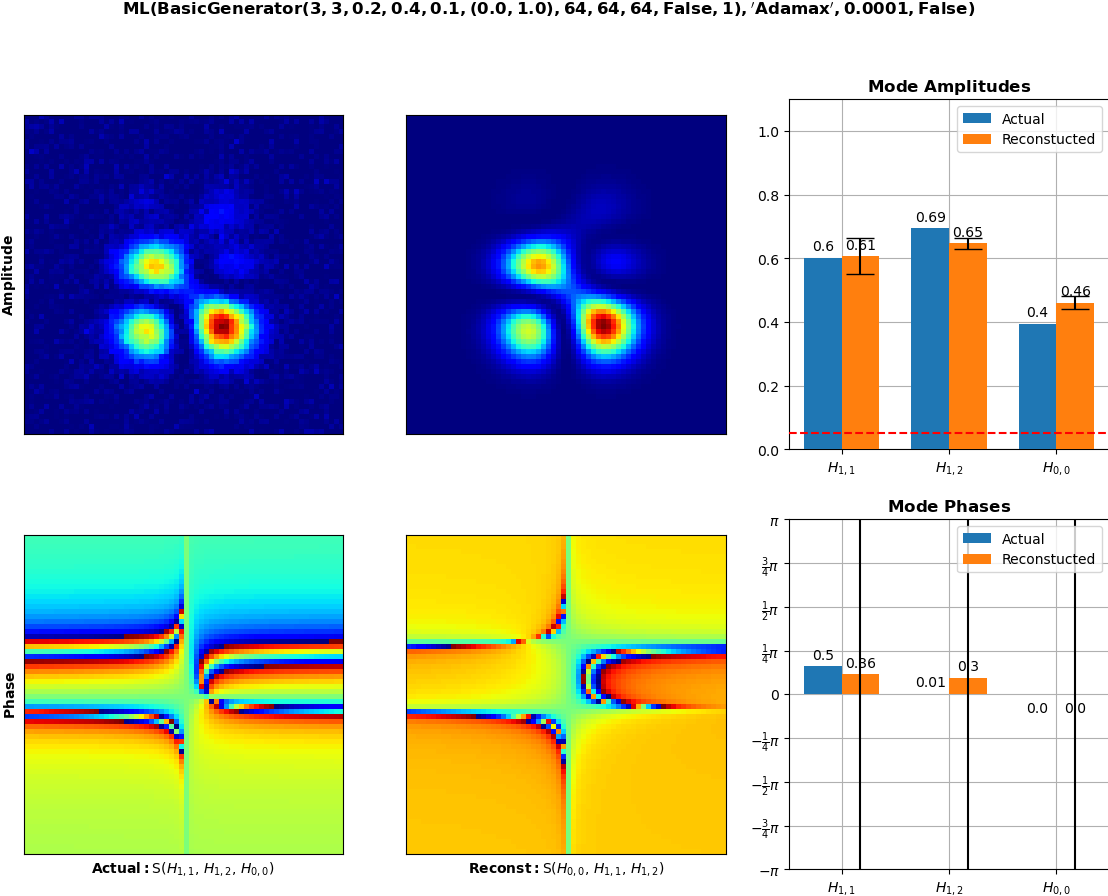 ML(BasicGenerator(3, 3, 0.2, 0.4, 0.1, (0.0, 1.0), 64, 64, 64, False, 1), 'Adamax', 0.0001, False)
Amplitude
Mode Amplitudes
Actual
Reconstucted
1.0
0.8
0.6
0.4
0.2
0.0
0.6
0.61
0.69
0.65
0.4
0.46
H1,1
H1,2
H0,0
Phase
Actual: S(H1,1, H1,2, H0,0)
Reconst: S(H0,0, H1,1, H1,2)
Mode Phases
Actual
Reconstucted
π
3/4π
1/2π
1/4π
0
−1/4π
−1/2π
−3/4π
−π
0.5
0.36
0.01
0.3
0.0
0.0
H1,1
H1,2
H0,0